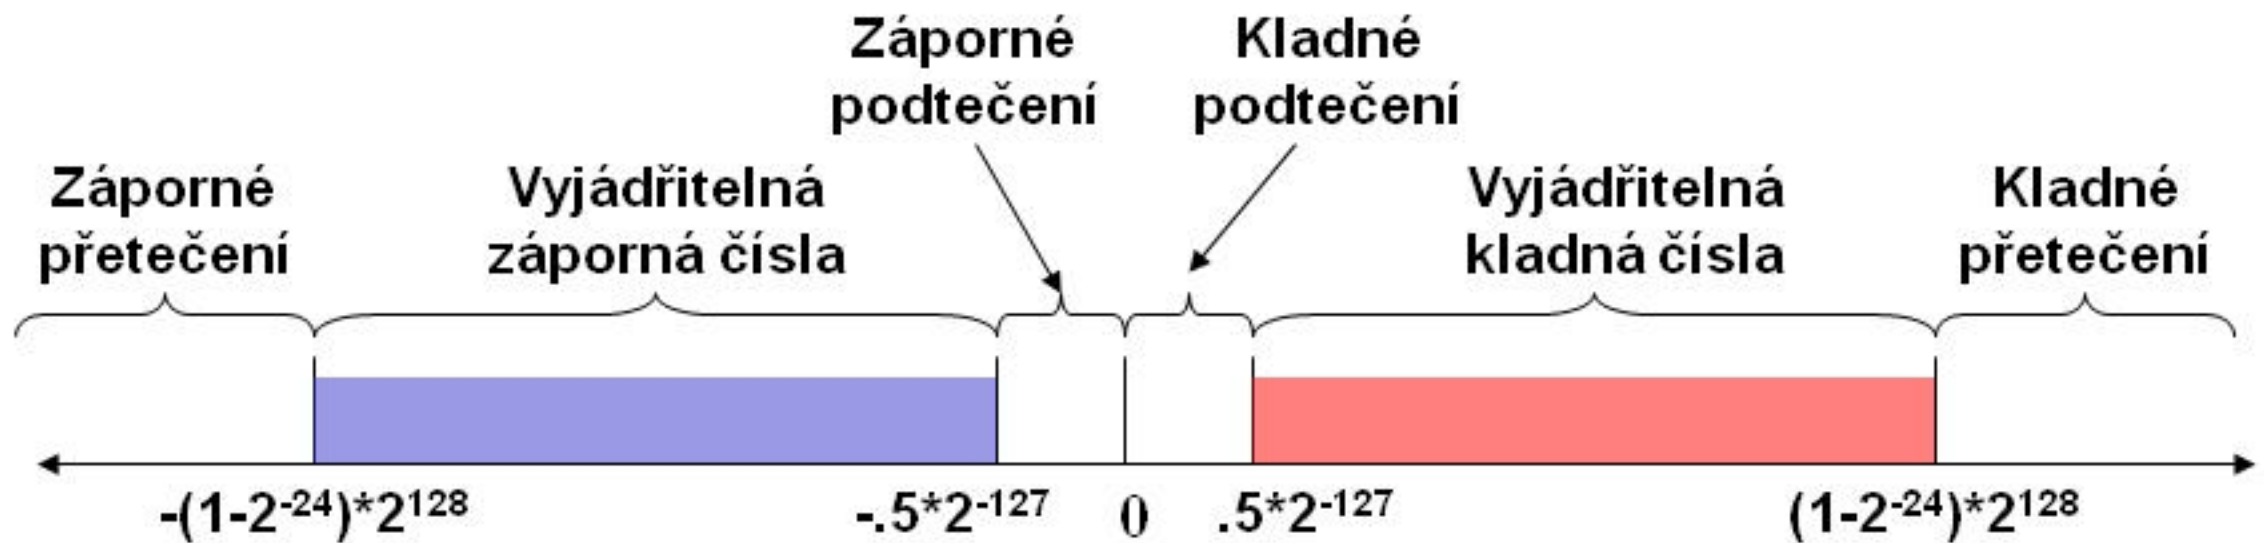 Záporné
podtečení
Kladné
podtečení
Záporné
přetečení
Vyjádřitelná
záporná čísla
Vyjádřitelná
kladná čísla
Kladné
přetečení
-(1-2⁻²⁴)*2¹²⁸
-.5*2⁻¹²⁷
0
.5*2⁻¹²⁷
(1-2⁻²⁴)*2¹²⁸